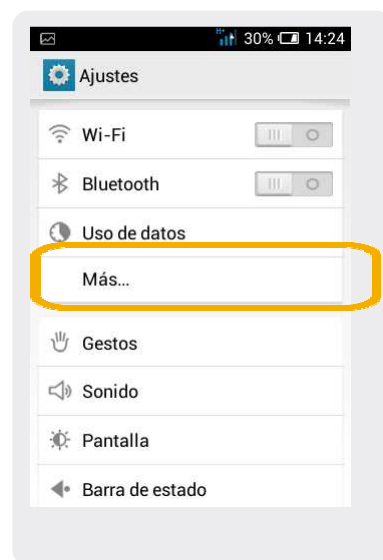 H+ 30% 14:24
Ajustes
Wi-Fi
Bluetooth
Uso de datos
Más...
Gestos
Sonido
Pantalla
Barra de estado